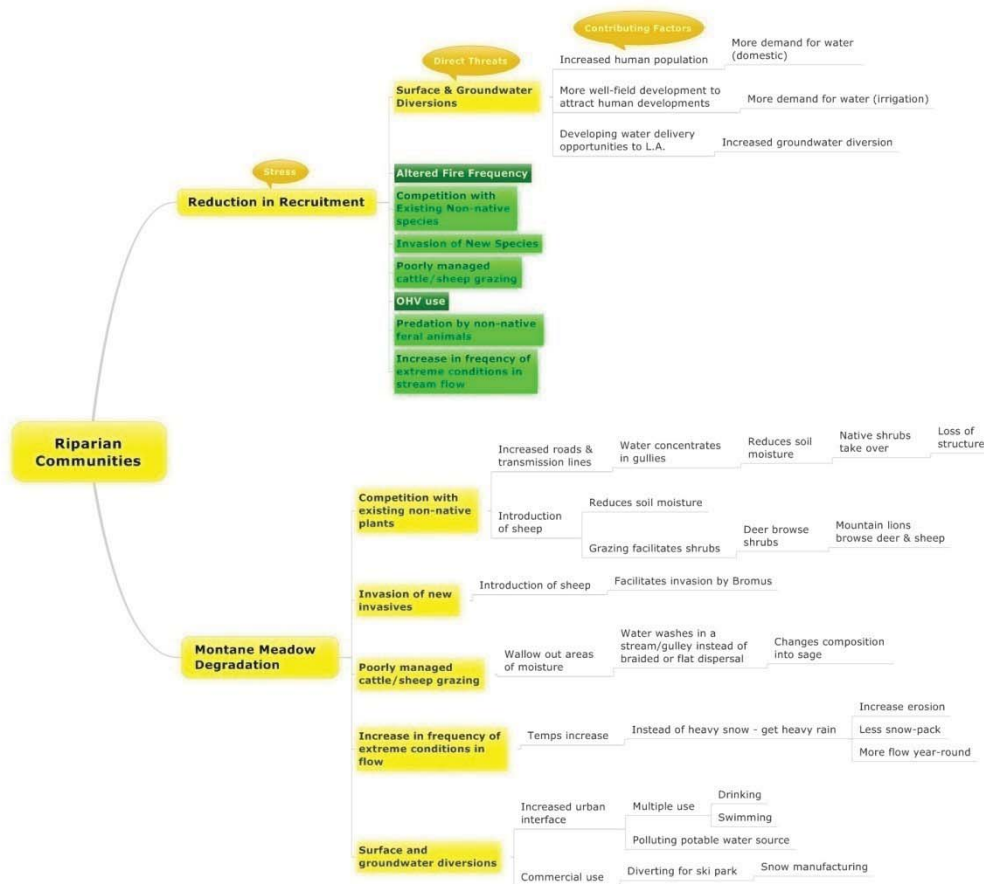 Contributing Factors
Direct Threats
Increased human population
More demand for water
(domestic)
Surface & Groundwater
Diversions
More well-field development to
attract human developments
More demand for water (irrigation)
Developing water delivery
opportunities to L.A.
Increased groundwater diversion
Stress
Reduction in Recruitment
Altered Fire Frequency
Competition with
Existing Non-native
species
Invasion of New Species
Poorly managed
cattle/sheep grazing
OHV use
Predation by non-native
feral animals
Increase in freqency of
extreme conditions in
stream flow
Riparian
Communities
Montane Meadow
Degradation
Competition with
existing non-native
plants
Increased roads &
transmission lines
Water concentrates
in gullies
Reduces soil
moisture
Native shrubs
take over
Loss of
structure
Introduction
of sheep
Reduces soil moisture
Grazing facilitates shrubs
Deer browse
shrubs
Mountain lions
browse deer & sheep
Invasion of new
invasives
Introduction of sheep
Facilitates invasion by Bromus
Poorly managed
cattle/sheep grazing
Wallow out areas
of moisture
Water washes in a
stream/gulley instead of
braided or flat dispersal
Changes composition
into sage
Increase in frequency of
extreme conditions in
flow
Temps increase
Instead of heavy snow - get heavy rain
Increase erosion
Less snow-pack
More flow year-round
Surface and
groundwater diversions
Increased urban
interface
Multiple use
Drinking
Swimming
Polluting potable water source
Commercial use
Diverting for ski park
Snow manufacturing